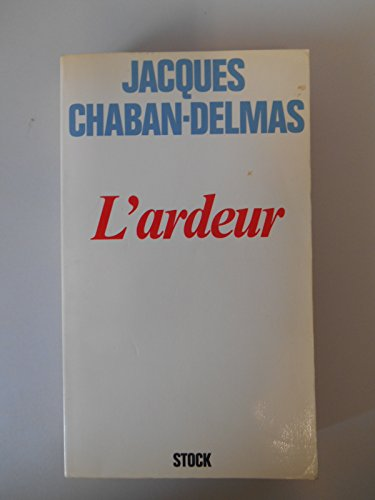 JACQUES
CHABAN-DELMAS
L'ardeur
STOCK